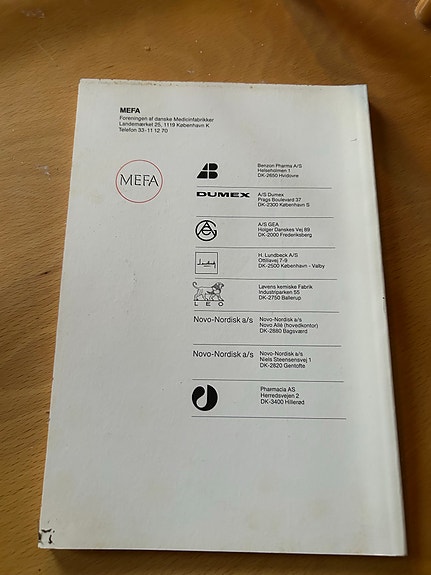 MEFA
Foreningen af danske Medicinfabrikker
Landemærket 25, 1119 København K
Telefon 33-11 12 70
MEFA
Benzon Pharma A/S
Helseholmen 1
DK-2650 Hvidovre
DUMEX
A/S Dumex
Prags Boulevard 37
DK-2300 København S
A/S GEA
Holger Danskes Vej 89
DK-2000 Frederiksberg
H. Lundbeck A/S
Ottiliavej 7-9
DK-2500 København - Valby
LEO
Løvens kemiske Fabrik
Industriparken 55
DK-2750 Ballerup
Novo-Nordisk a/s
Novo-Nordisk a/s
Novo Allé (hovedkontor)
DK-2880 Bagsværd
Novo-Nordisk a/s
Novo-Nordisk a/s
Niels Steensensvej 1
DK-2820 Gentofte
Pharmacia AS
Herredsvejen 2
DK-3400 Hillerød